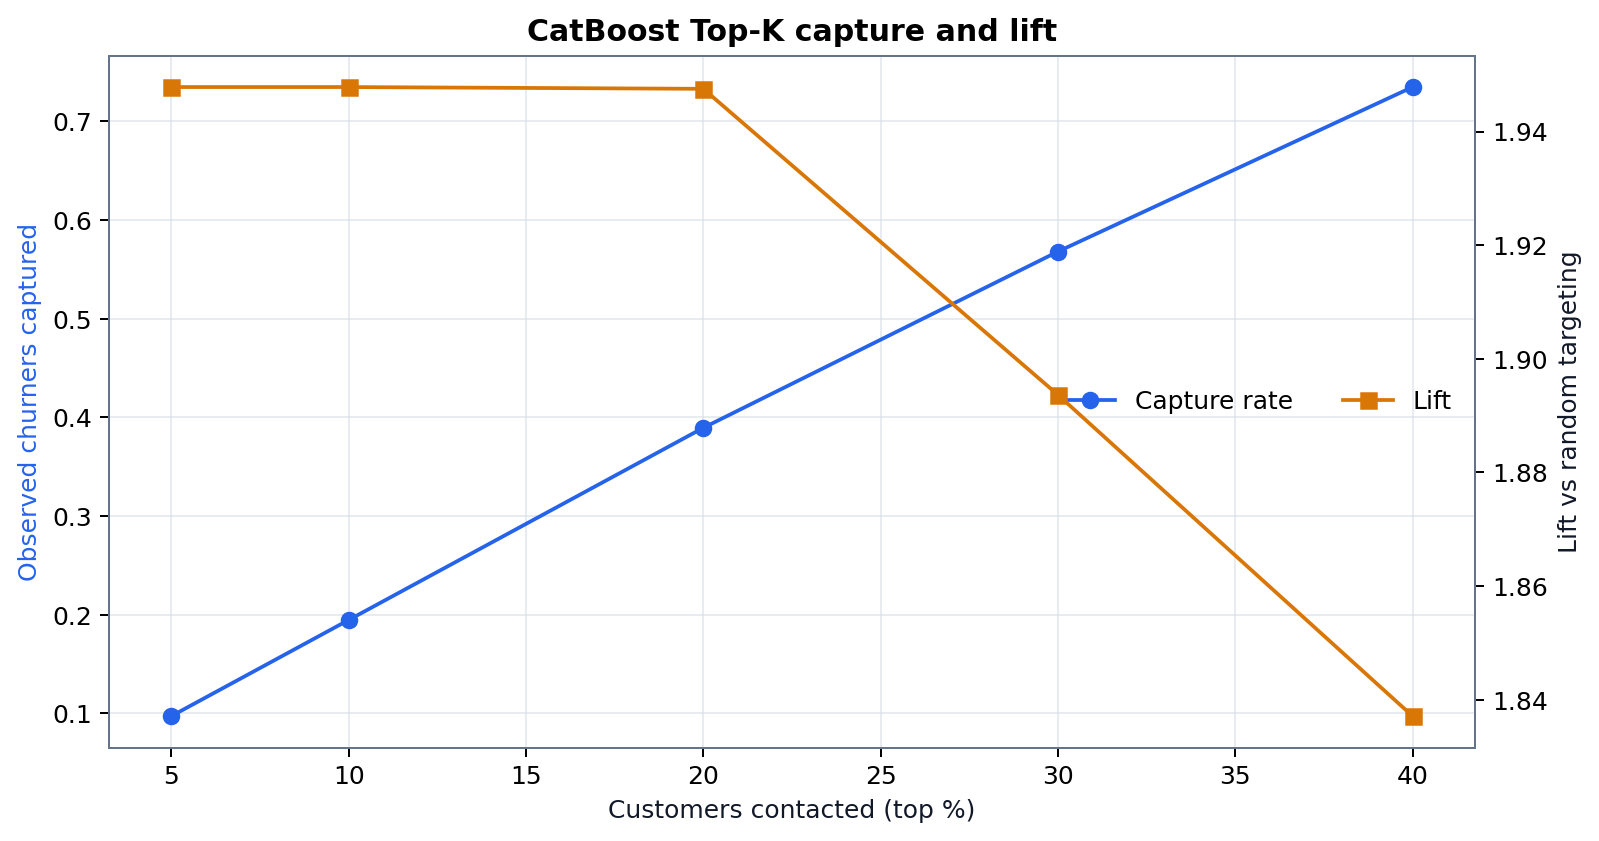 CatBoost Top-K capture and lift
Observed churners captured
0.7
0.6
0.5
0.4
0.3
0.2
0.1
1.94
1.92
1.90
1.88
1.86
1.84
Lift vs random targeting
Capture rate
Lift
5 10 15 20 25 30 35 40
Customers contacted (top %)